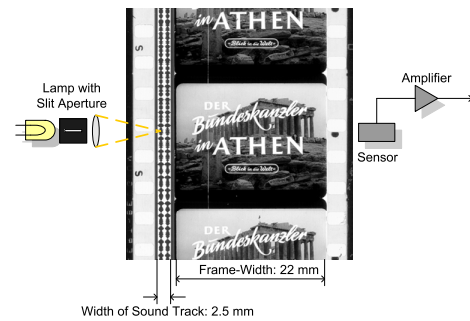 in ATHEN
«Blick in die Welt»
Lamp with
Slit Aperture
DER
Bundeskanzler
in ATHEN
«Blick in die Welt»
Amplifier
Sensor
S
S
S
DER
Bundeskanzler
Frame-Width: 22 mm
Width of Sound Track: 2.5 mm